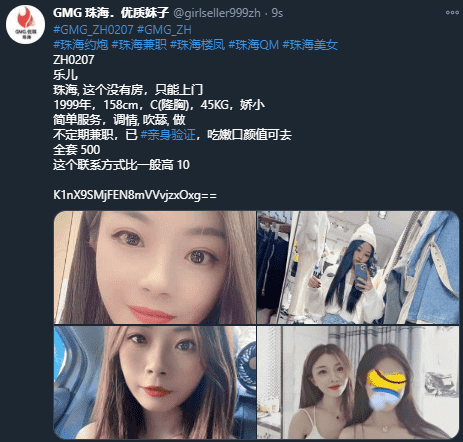 GMG 珠海．优质妹子 @girlseller999zh · 9s
GMG.优妹
珠海
#GMG_ZH0207 #GMG_ZH
#珠海约炮 #珠海兼职 #珠海楼凤 #珠海QM #珠海美女
ZH0207
乐儿
珠海, 这个没有房，只能上门
1999年，158cm，C(隆胸)，45KG，娇小
简单服务，调情, 吹舔, 做
不定期兼职，已 #亲身验证，吃嫩口颜值可去
全套 500
这个联系方式比一般高 10
K1nX9SMjFEN8mVVvjzxOxg==